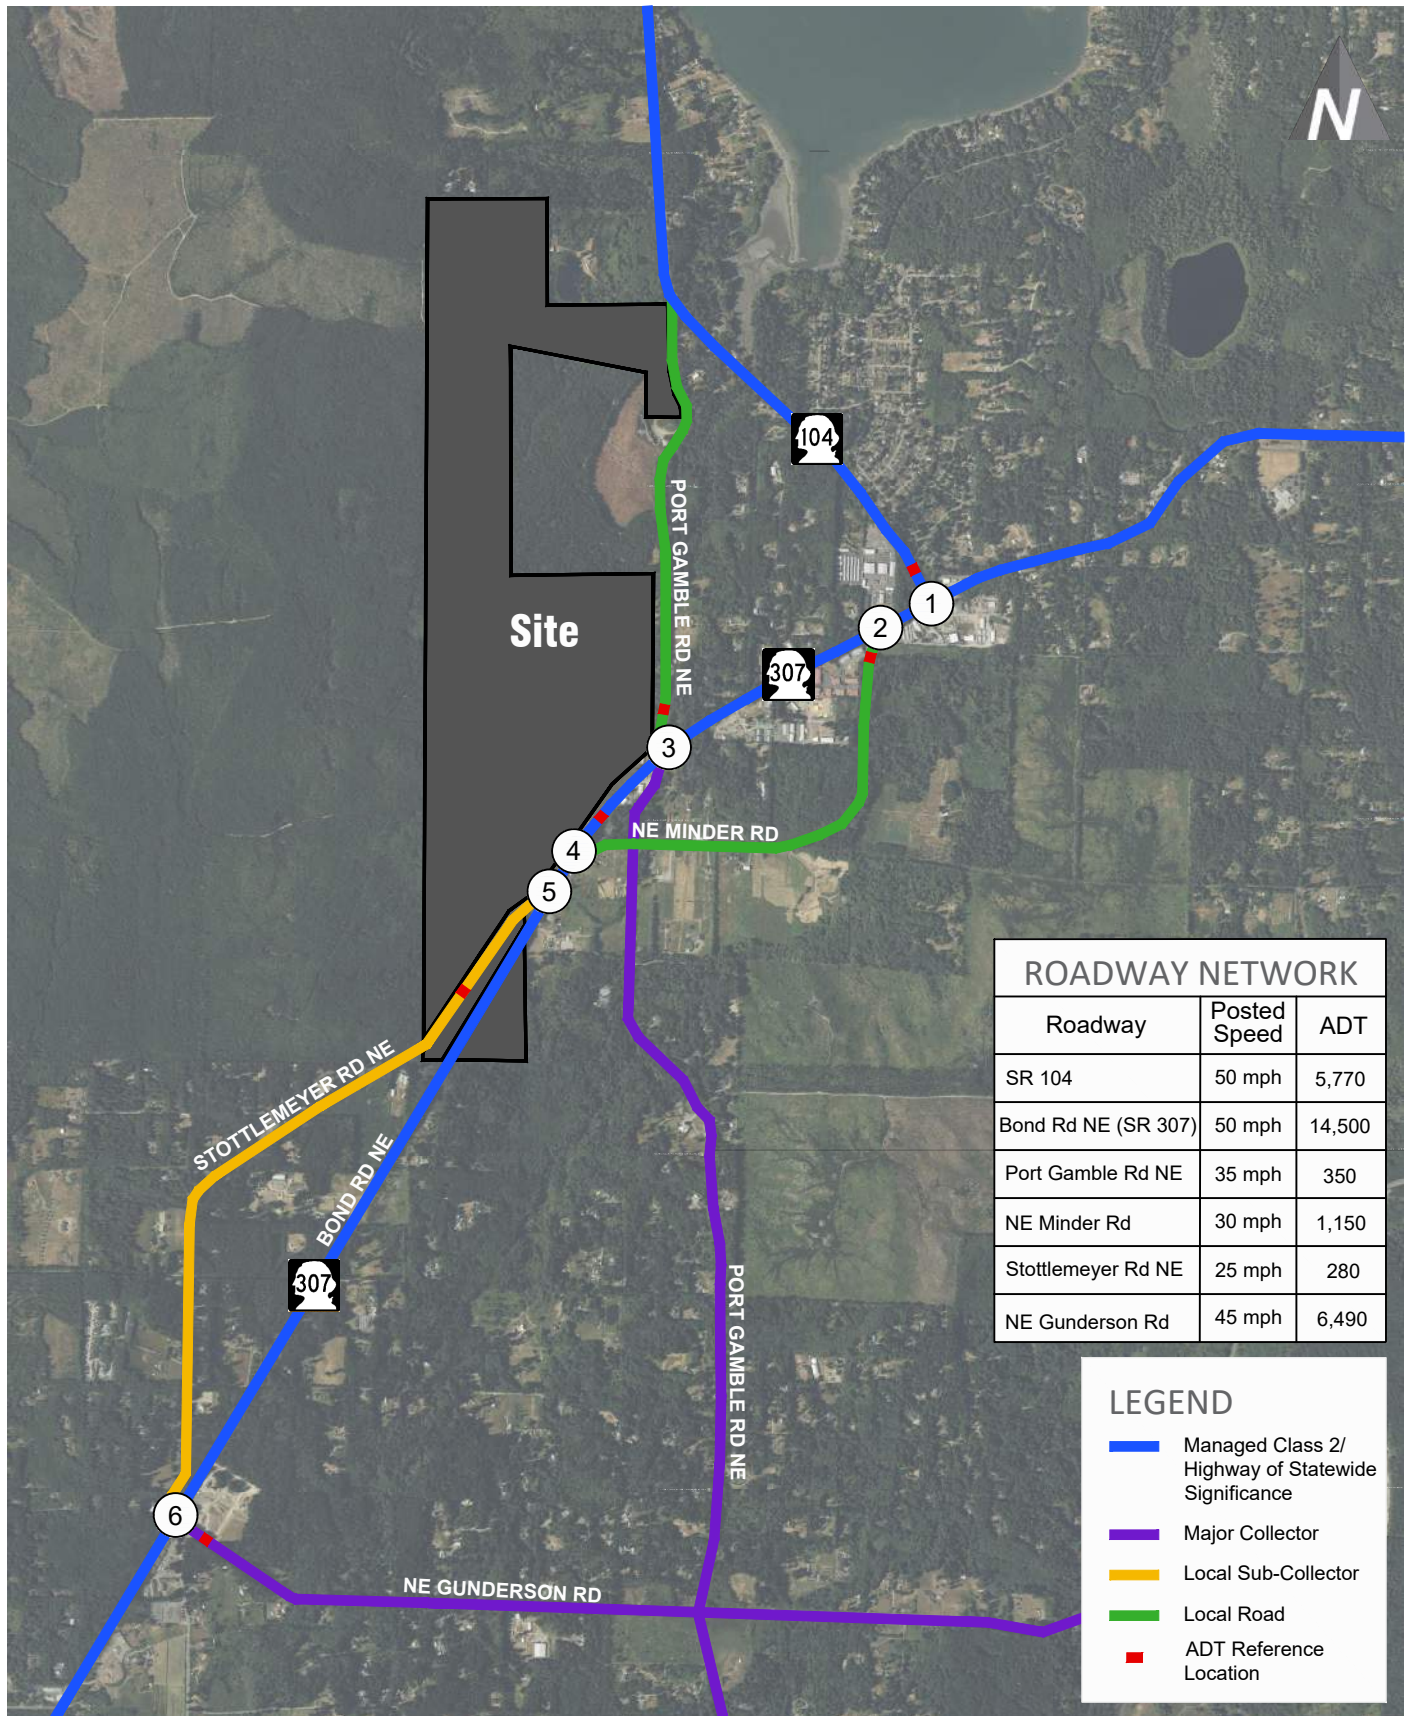 N
104
PORT GAMBLE RD NE
Site
1
2
307
3
NE MINDER RD
4
5
ROADWAY NETWORK
Roadway Posted Speed ADT
SR 104 50 mph 5,770
Bond Rd NE (SR 307) 50 mph 14,500
Port Gamble Rd NE 35 mph 350
NE Minder Rd 30 mph 1,150
Stottlemeyer Rd NE 25 mph 280
NE Gunderson Rd 45 mph 6,490
STOTTLEMEYER RD NE
BOND RD NE
307
PORT GAMBLE RD NE
6
NE GUNDERSON RD
LEGEND
Managed Class 2/
Highway of Statewide
Significance
Major Collector
Local Sub-Collector
Local Road
ADT Reference
Location